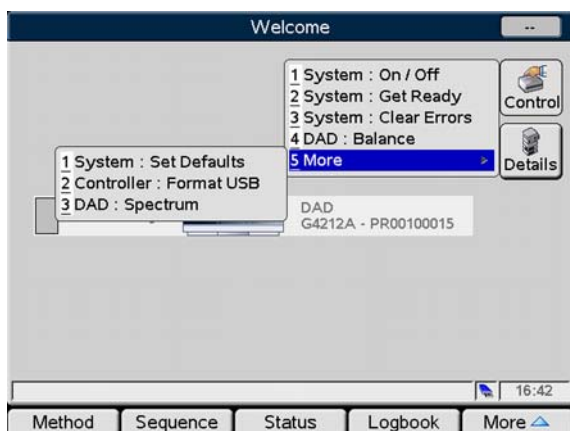 Welcome
--
1 System : On / Off
2 System : Get Ready
3 System : Clear Errors
4 DAD : Balance
5 More >
Control
Details
1 System : Set Defaults
2 Controller : Format USB
3 DAD : Spectrum
DAD
G4212A - PR00100015
16:42
Method
Sequence
Status
Logbook
More